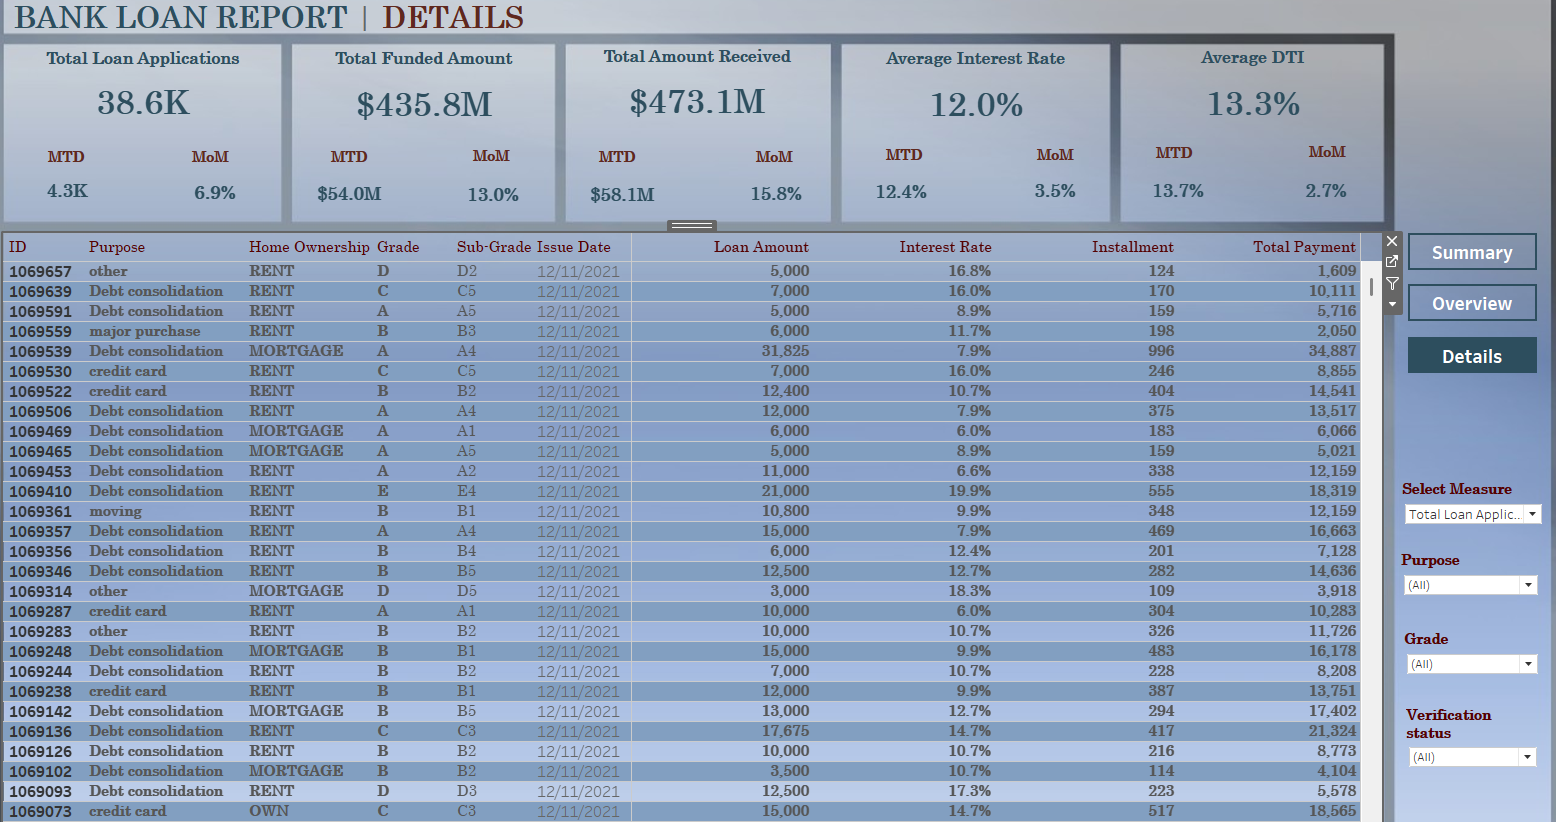 BANK LOAN REPORT | DETAILS
Total Loan Applications
38.6K
MTD MoM
4.3K 6.9%
Total Funded Amount
$435.8M
MTD MoM
$54.0M 13.0%
Total Amount Received
$473.1M
MTD MoM
$58.1M 15.8%
Average Interest Rate
12.0%
MTD MoM
12.4% 3.5%
Average DTI
13.3%
MTD MoM
13.7% 2.7%
ID Purpose Home Ownership Grade Sub-Grade Issue Date Loan Amount Interest Rate Installment Total Payment
1069657 other RENT D D2 12/11/2021 5,000 16.8% 124 1,609
1069639 Debt consolidation RENT C C5 12/11/2021 7,000 16.0% 170 10,111
1069591 Debt consolidation RENT A A5 12/11/2021 5,000 8.9% 159 5,716
1069559 major purchase RENT B B3 12/11/2021 6,000 11.7% 198 2,050
1069539 Debt consolidation MORTGAGE A A4 12/11/2021 31,825 7.9% 996 34,887
1069530 credit card RENT C C5 12/11/2021 7,000 16.0% 246 8,855
1069522 credit card RENT B B2 12/11/2021 12,400 10.7% 404 14,541
1069506 Debt consolidation RENT A A4 12/11/2021 12,000 7.9% 375 13,517
1069469 Debt consolidation MORTGAGE A A1 12/11/2021 6,000 6.0% 183 6,066
1069465 Debt consolidation MORTGAGE A A5 12/11/2021 5,000 8.9% 159 5,021
1069453 Debt consolidation RENT A A2 12/11/2021 11,000 6.6% 338 12,159
1069410 Debt consolidation RENT E E4 12/11/2021 21,000 19.9% 555 18,319
1069361 moving RENT B B1 12/11/2021 10,800 9.9% 348 12,159
1069357 Debt consolidation RENT A A4 12/11/2021 15,000 7.9% 469 16,663
1069356 Debt consolidation RENT B B4 12/11/2021 6,000 12.4% 201 7,128
1069346 Debt consolidation RENT B B5 12/11/2021 12,500 12.7% 282 14,636
1069314 other MORTGAGE D D5 12/11/2021 3,000 18.3% 109 3,918
1069287 credit card RENT A A1 12/11/2021 10,000 6.0% 304 10,283
1069283 other RENT B B2 12/11/2021 10,000 10.7% 326 11,726
1069248 Debt consolidation MORTGAGE B B1 12/11/2021 15,000 9.9% 483 16,178
1069244 Debt consolidation RENT B B2 12/11/2021 7,000 10.7% 228 8,208
1069238 credit card RENT B B1 12/11/2021 12,000 9.9% 387 13,751
1069142 Debt consolidation MORTGAGE B B5 12/11/2021 13,000 12.7% 294 17,402
1069136 Debt consolidation RENT C C3 12/11/2021 17,675 14.7% 417 21,324
1069126 Debt consolidation RENT B B2 12/11/2021 10,000 10.7% 216 8,773
1069102 Debt consolidation MORTGAGE B B2 12/11/2021 3,500 10.7% 114 4,104
1069093 Debt consolidation RENT D D3 12/11/2021 12,500 17.3% 223 5,578
1069073 credit card OWN C C3 12/11/2021 15,000 14.7% 517 18,565
Summary
Overview
Details
Select Measure
Total Loan Applic..
Purpose
(All)
Grade
(All)
Verification
status
(All)